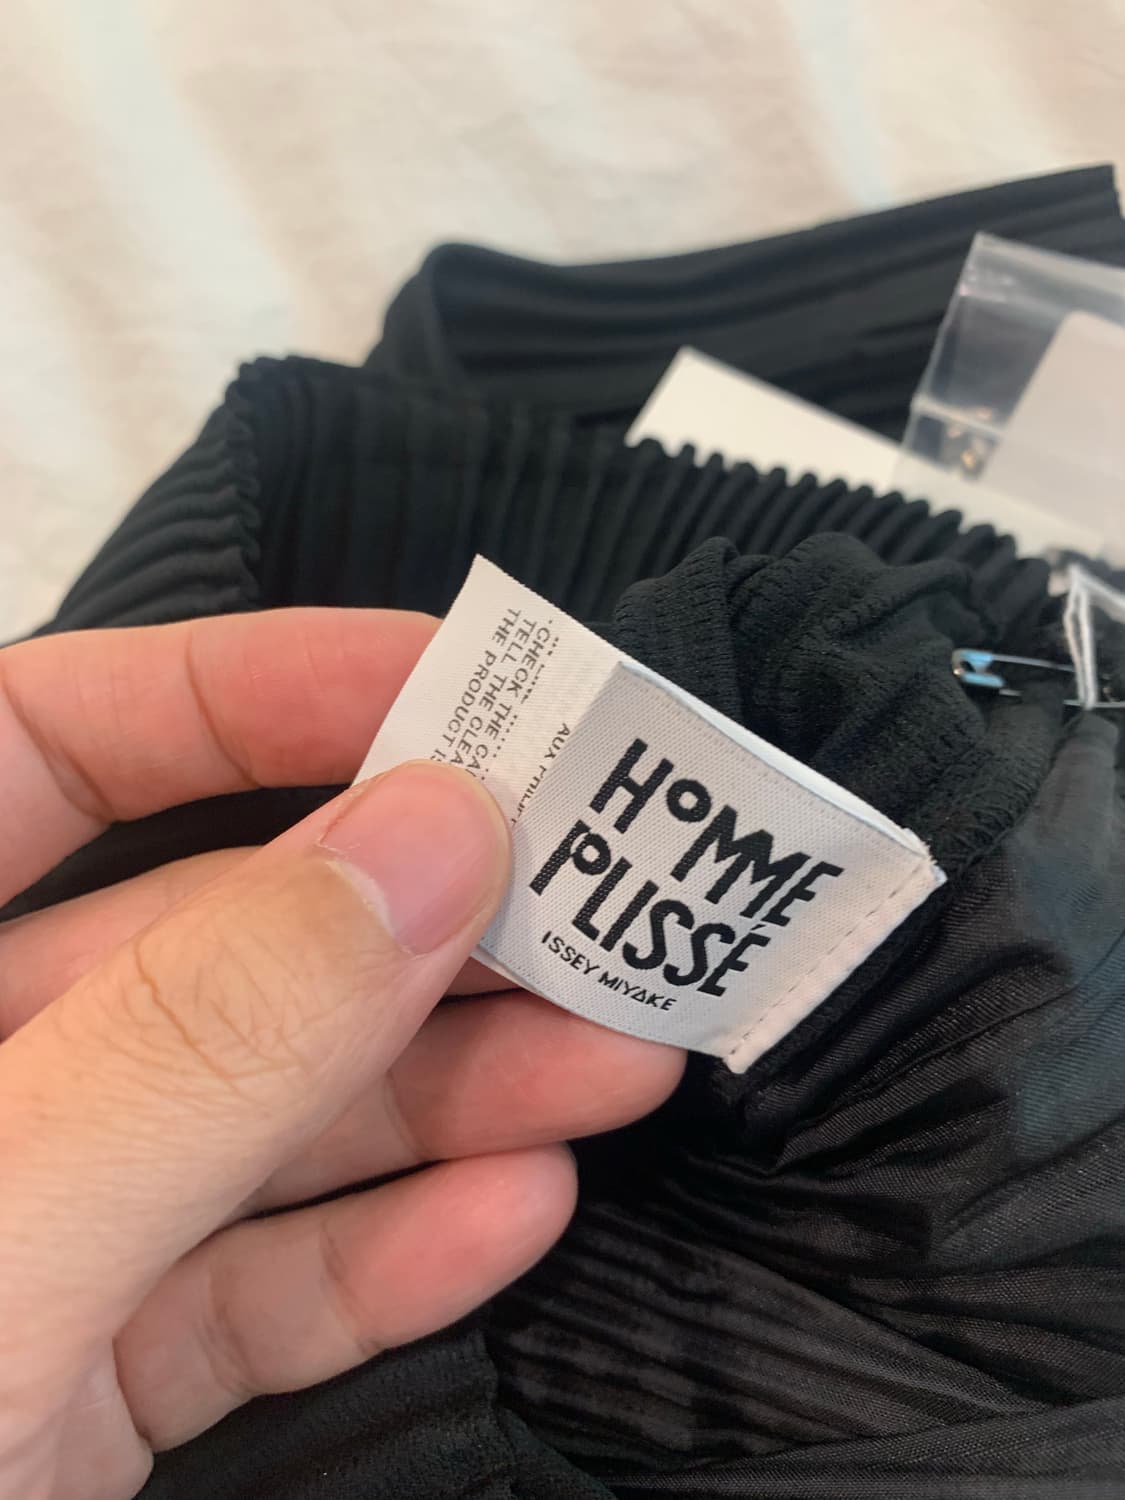 HOMME
PLISSÉ
ISSEY MIYAKE
CHECK THE
TELL THE
THE PRODUCT